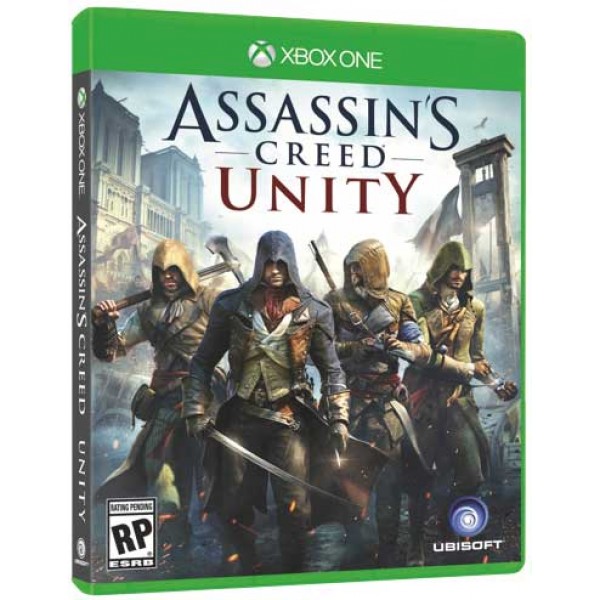 XBOX ONE
ASSASSIN'S
CREED
UNITY
RATING PENDING
RP
ESRB
UBISOFT
XBOX ONE
ASSASSIN'S CREED UNITY